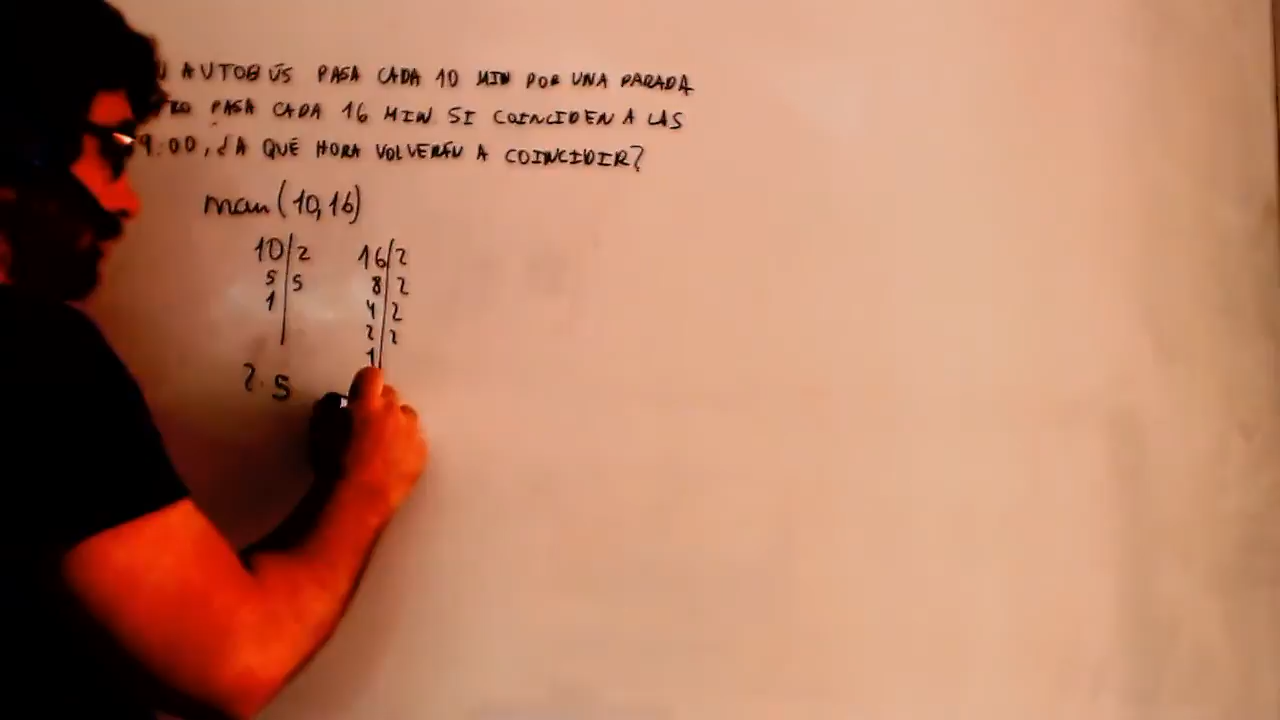 AUTOBÚS PASA CADA 10 MIN POR UNA PARADA
PASA CADA 16 MIN SI COINCIDEN A LAS
9:00, ¿A QUÉ HORA VOLVERÁN A COINCIDIR?
mcm (10,16)
10 2 16 2
5 5 8 2
1 4 2
2 2
1
2 · 5